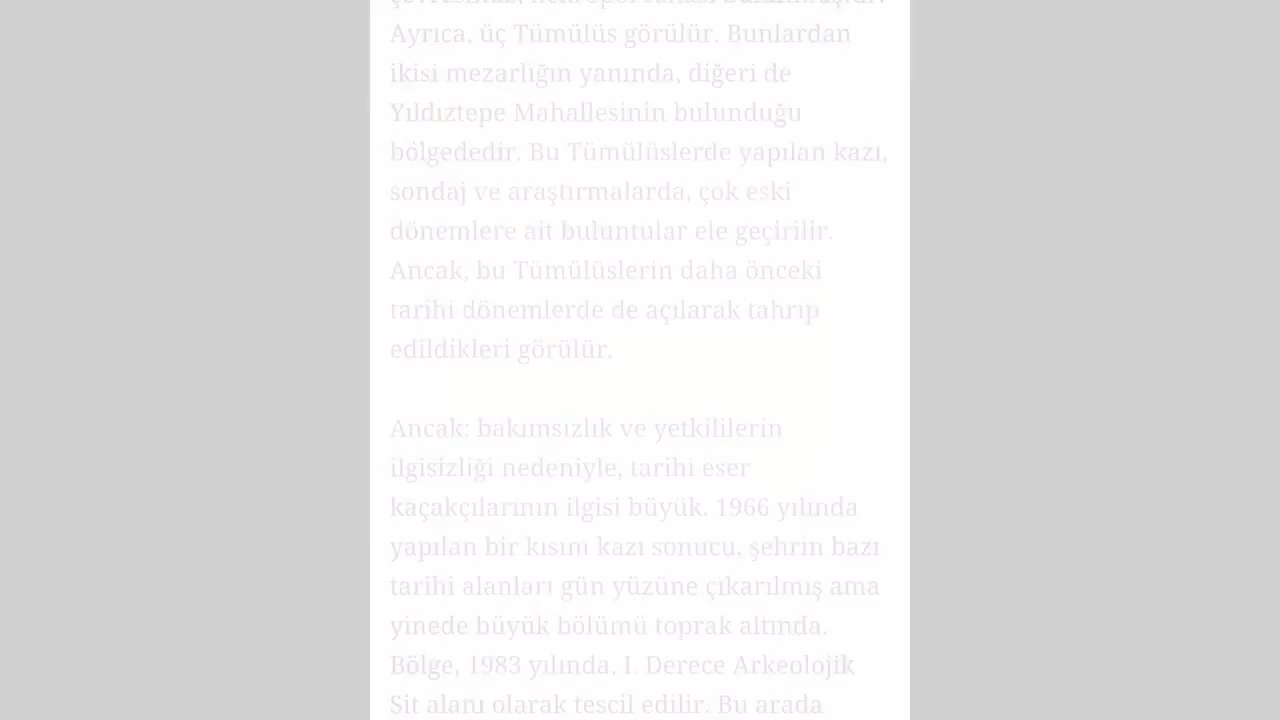 Ayrıca, üç Tümülüs görülür. Bunlardan
ikisi mezarlığın yanında, diğeri de
Yıldıztepe Mahallesinin bulunduğu
bölgededir. Bu Tümülüslerde yapılan kazı,
sondaj ve araştırmalarda, çok eski
dönemlere ait buluntular ele geçirilir.
Ancak, bu Tümülüslerin daha önceki
tarihi dönemlerde de açılarak tahrip
edildikleri görülür.
Ancak: bakımsızlık ve yetkililerin
ilgisizliği nedeniyle, tarihi eser
kaçakçılarının ilgisi büyük. 1966 yılında
yapılan bir kısım kazı sonucu, şehrin bazı
tarihi alanları gün yüzüne çıkarılmış ama
yinede büyük bölümü toprak altında.
Bölge, 1983 yılında, I. Derece Arkeolojik
Sit alanı olarak tescil edilir. Bu arada